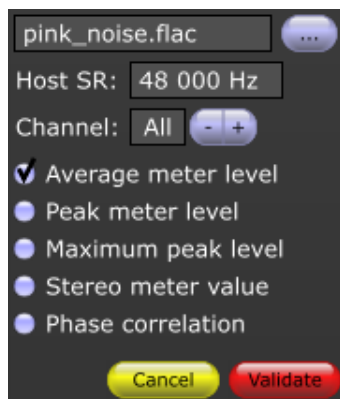 pink_noise.flac ...
Host SR: 48 000 Hz
Channel: All - +
Average meter level
Peak meter level
Maximum peak level
Stereo meter value
Phase correlation
Cancel Validate